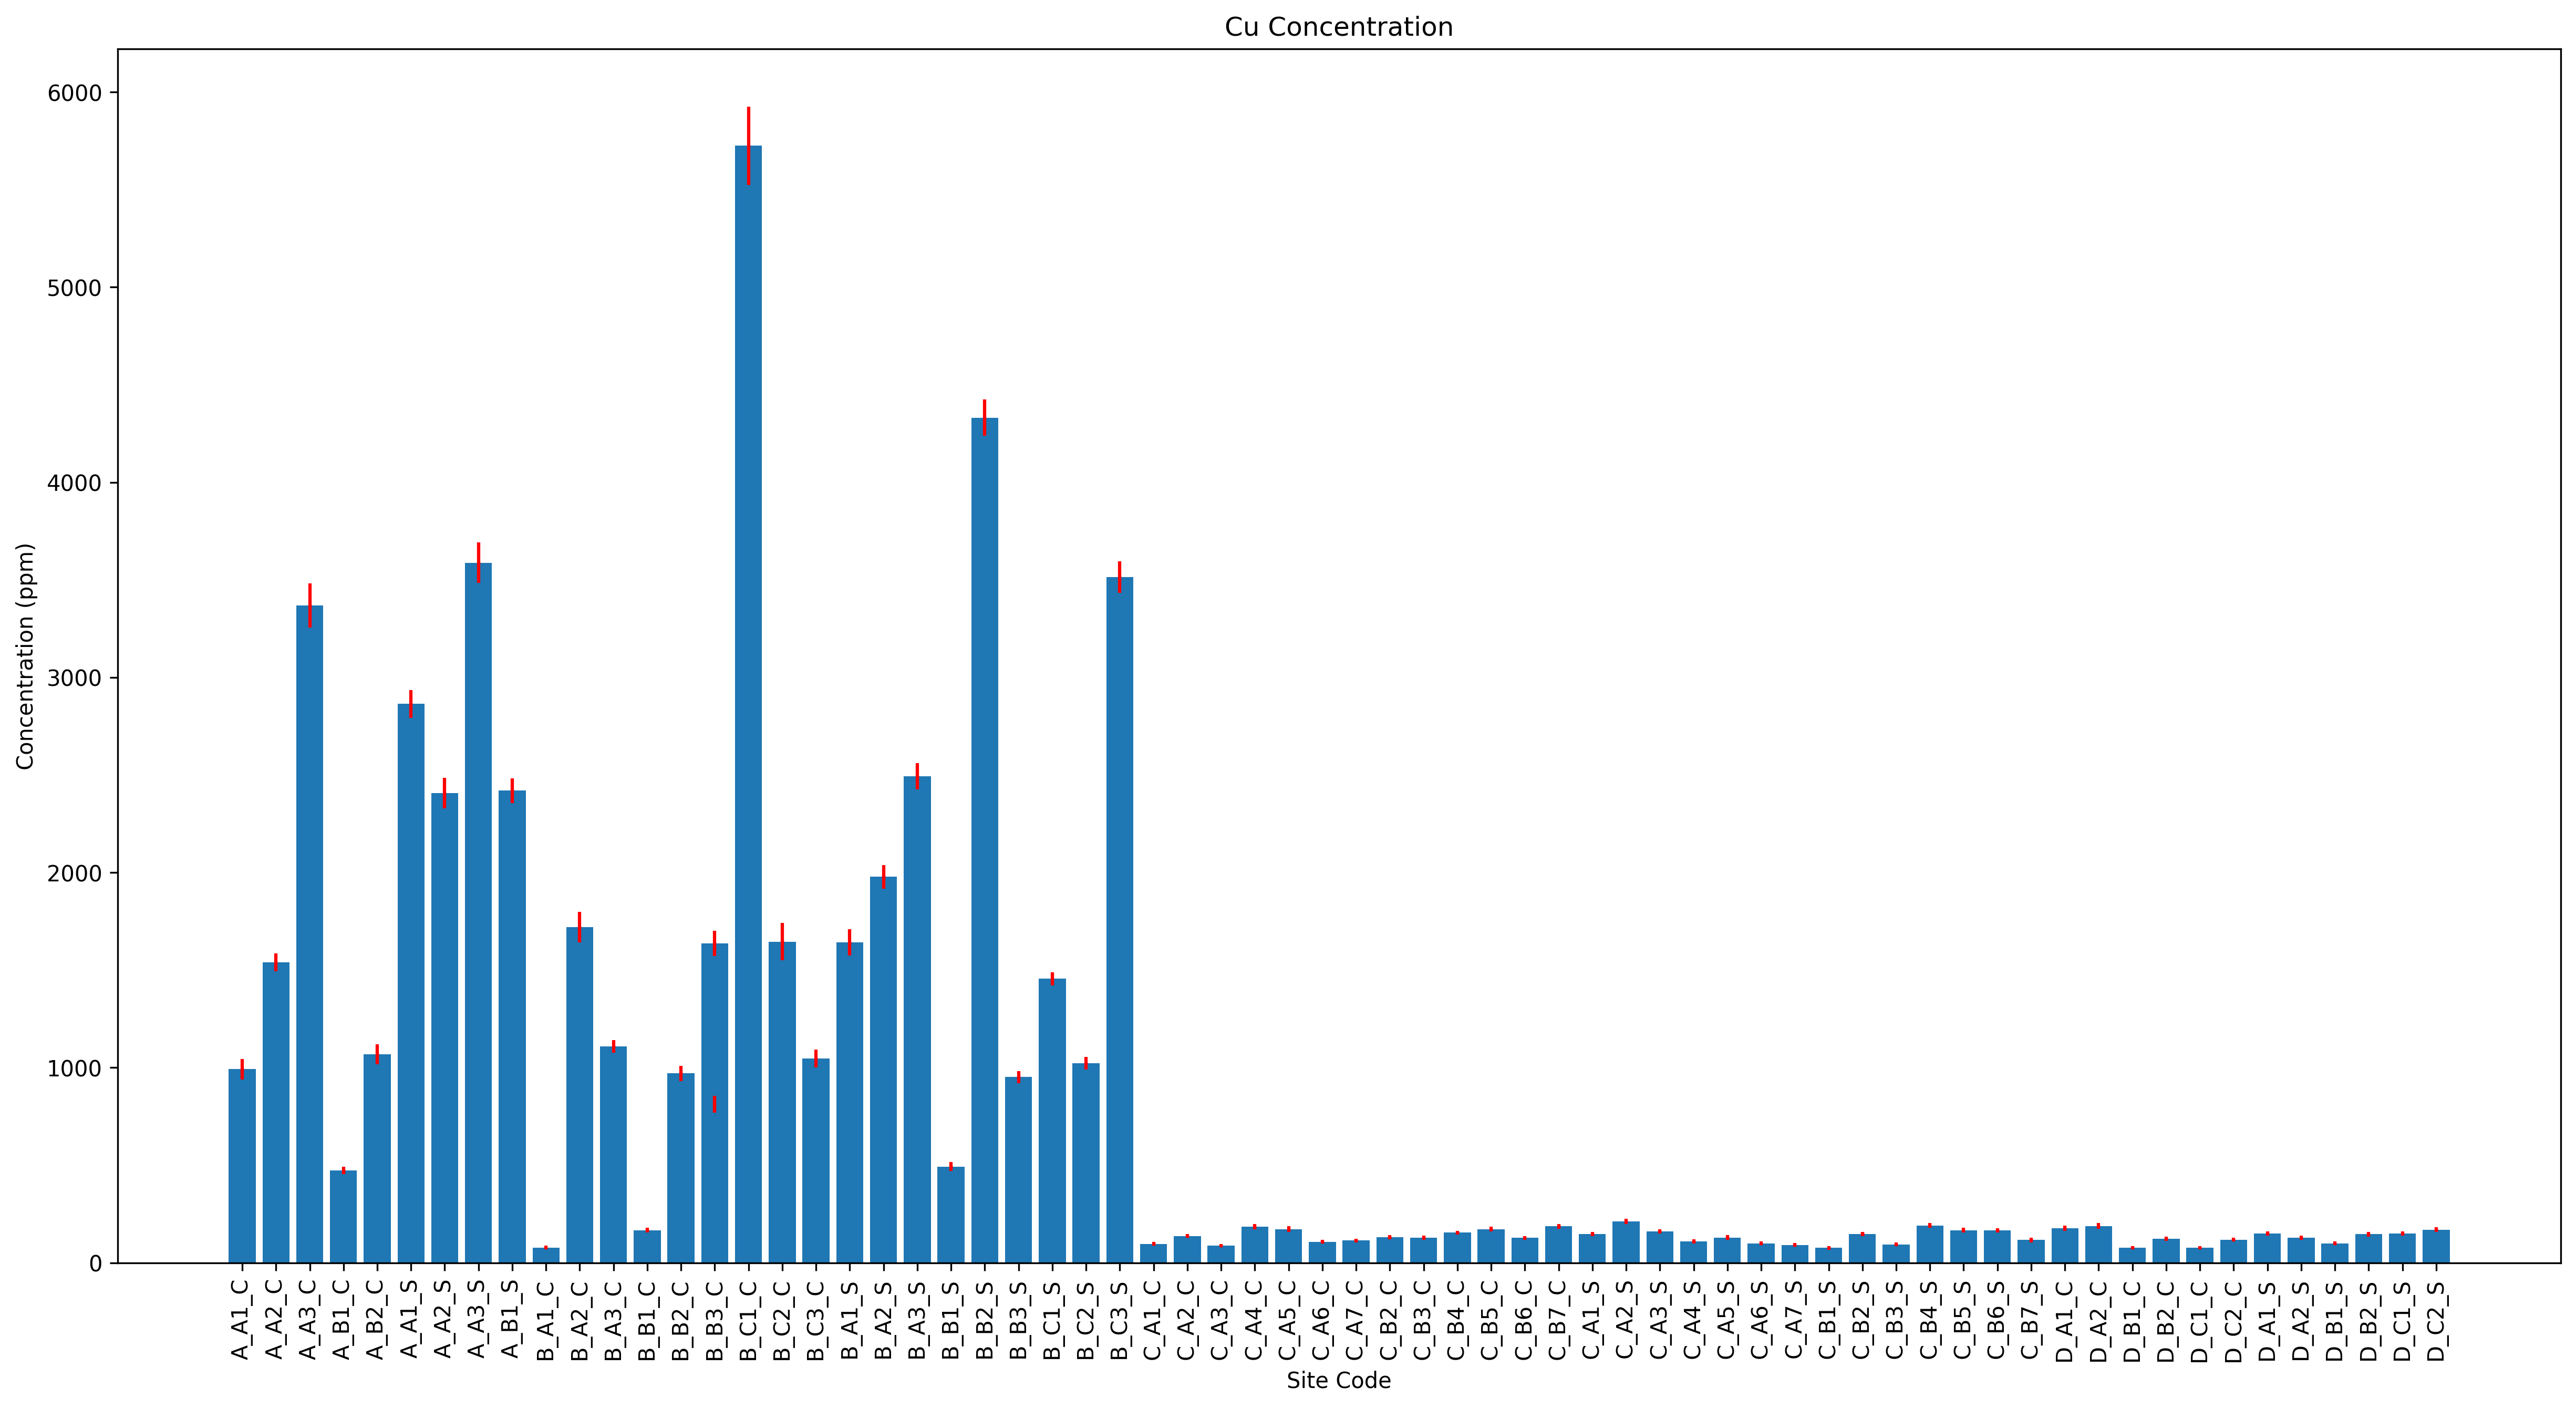 Cu Concentration
6000
5000
4000
3000
2000
1000
0
Concentration (ppm)
A_A1_C
A_A2_C
A_A3_C
A_B1_C
A_B2_C
A_A1_S
A_A2_S
A_A3_S
A_B1_S
B_A1_C
B_A2_C
B_A3_C
B_B1_C
B_B2_C
B_B3_C
B_C1_C
B_C2_C
B_C3_C
B_A1_S
B_A2_S
B_A3_S
B_B1_S
B_B2_S
B_B3_S
B_C1_S
B_C2_S
B_C3_S
C_A1_C
C_A2_C
C_A3_C
C_A4_C
C_A5_C
C_A6_C
C_A7_C
C_B2_C
C_B3_C
C_B4_C
C_B5_C
C_B6_C
C_B7_C
C_A1_S
C_A2_S
C_A3_S
C_A4_S
C_A5_S
C_A6_S
C_A7_S
C_B1_S
C_B2_S
C_B3_S
C_B4_S
C_B5_S
C_B6_S
C_B7_S
D_A1_C
D_A2_C
D_B1_C
D_B2_C
D_C1_C
D_C2_C
D_A1_S
D_A2_S
D_B1_S
D_B2_S
D_C1_S
D_C2_S
Site Code